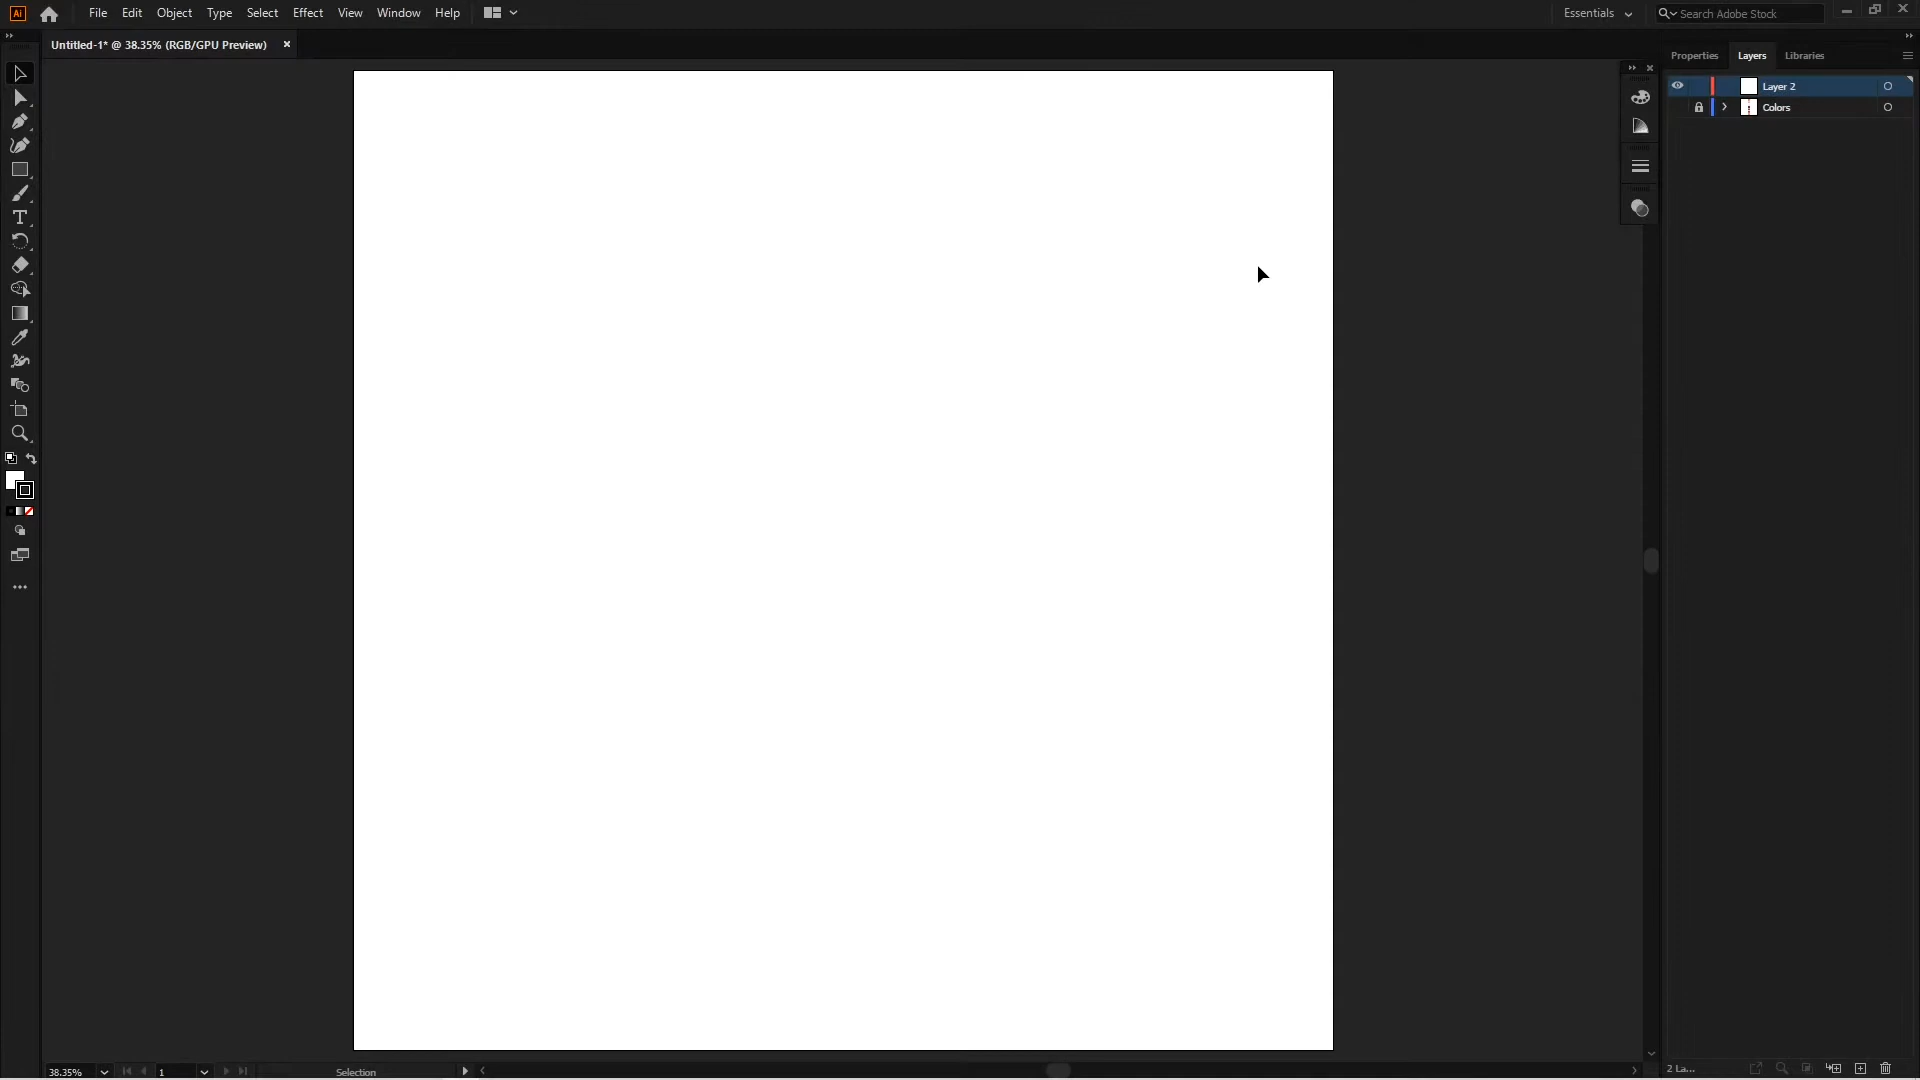 Ai File Edit Object Type Select Effect View Window Help Essentials Search Adobe Stock
Untitled-1* @ 38.35% (RGB/GPU Preview)
Properties Layers Libraries
Layer 2
Colors
38.35% 1 Selection 2 La...